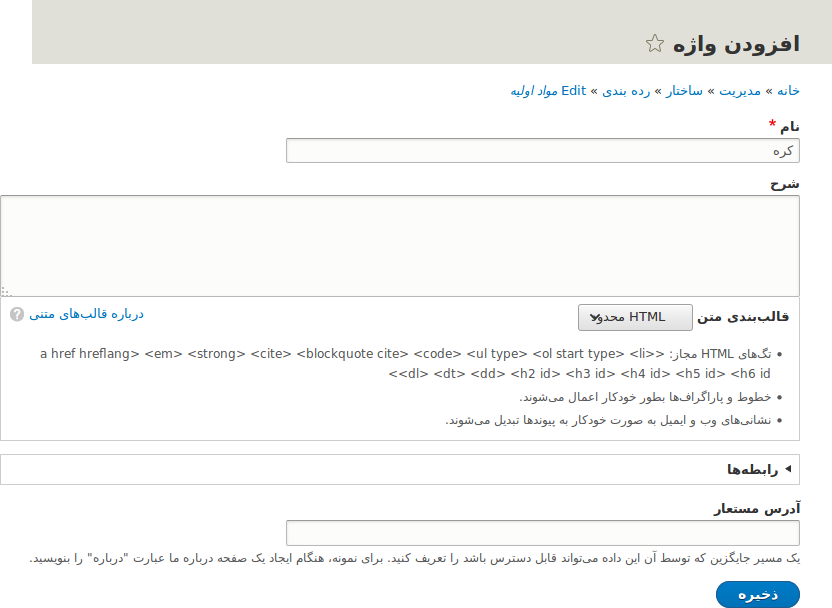 افزودن واژه
خانه » مدیریت » ساختار » رده بندی » Edit مواد اولیه
نام *
کره
شرح
قالب‌بندی متن HTML محدود
درباره قالب‌های متنی ?
• تگ‌های HTML مجاز: <a href hreflang> <em> <strong> <cite> <blockquote cite> <code> <ul type> <ol start type> <li>
<dl> <dt> <dd> <h2 id> <h3 id> <h4 id> <h5 id> <h6 id>
• خطوط و پاراگراف‌ها بطور خودکار اعمال می‌شوند.
• نشانی‌های وب و ایمیل به صورت خودکار به پیوندها تبدیل می‌شوند.
رابطه‌ها
آدرس مستعار
یک مسیر جایگزین که توسط آن این داده می‌تواند قابل دسترس باشد را تعریف کنید. برای نمونه، هنگام ایجاد یک صفحه درباره ما عبارت "درباره" را بنویسید.
ذخیره